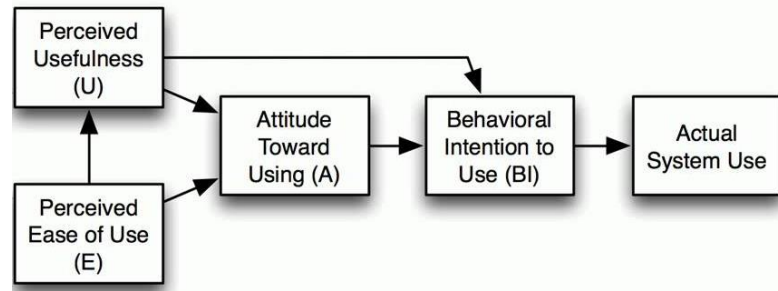 Perceived
Usefulness
(U)
Perceived
Ease of Use
(E)
Attitude
Toward
Using (A)
Behavioral
Intention to
Use (BI)
Actual
System Use